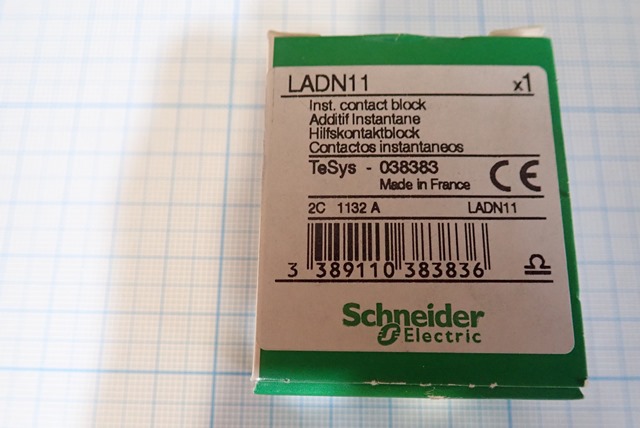 LADN11 x1
Inst. contact block
Additif Instantane
Hilfskontaktblock
Contactos instantaneos
TeSys - 038383
Made in France CE
2C 1132 A LADN11
3 389110 383836
Schneider
Electric